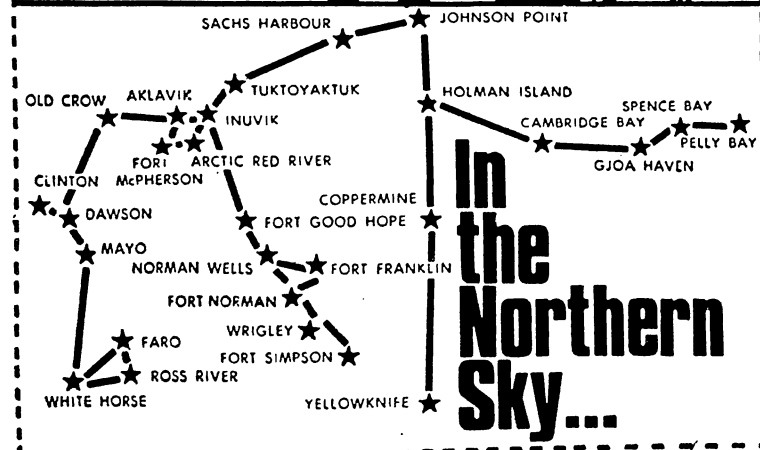 SACHS HARBOUR
JOHNSON POINT
TUKTOYAKTUK
HOLMAN ISLAND
OLD CROW
AKLAVIK
INUVIK
SPENCE BAY
CAMBRIDGE BAY
PELLY BAY
GJOA HAVEN
FORT
McPHERSON
ARCTIC RED RIVER
CLINTON
DAWSON
COPPERMINE
FORT GOOD HOPE
MAYO
NORMAN WELLS
FORT FRANKLIN
FORT NORMAN
WRIGLEY
FORT SIMPSON
FARO
ROSS RIVER
WHITE HORSE
YELLOWKNIFE
In
the
Northern
Sky...